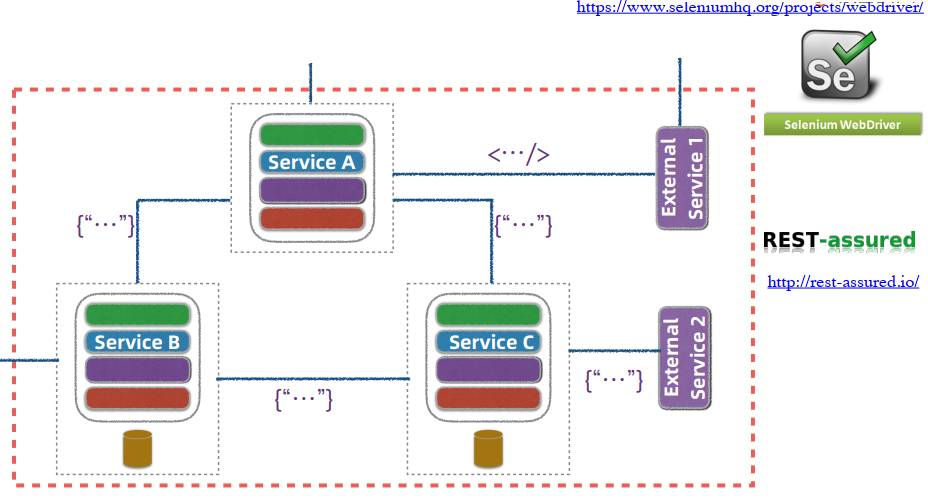 https://www.seleniumhq.org/projects/webdriver/
Se
Selenium WebDriver
Service A
<···/>
External
Service 1
{“···”}
{“···”}
REST-assured
http://rest-assured.io/
Service B
Service C
External
Service 2
{“···”}
{“···”}